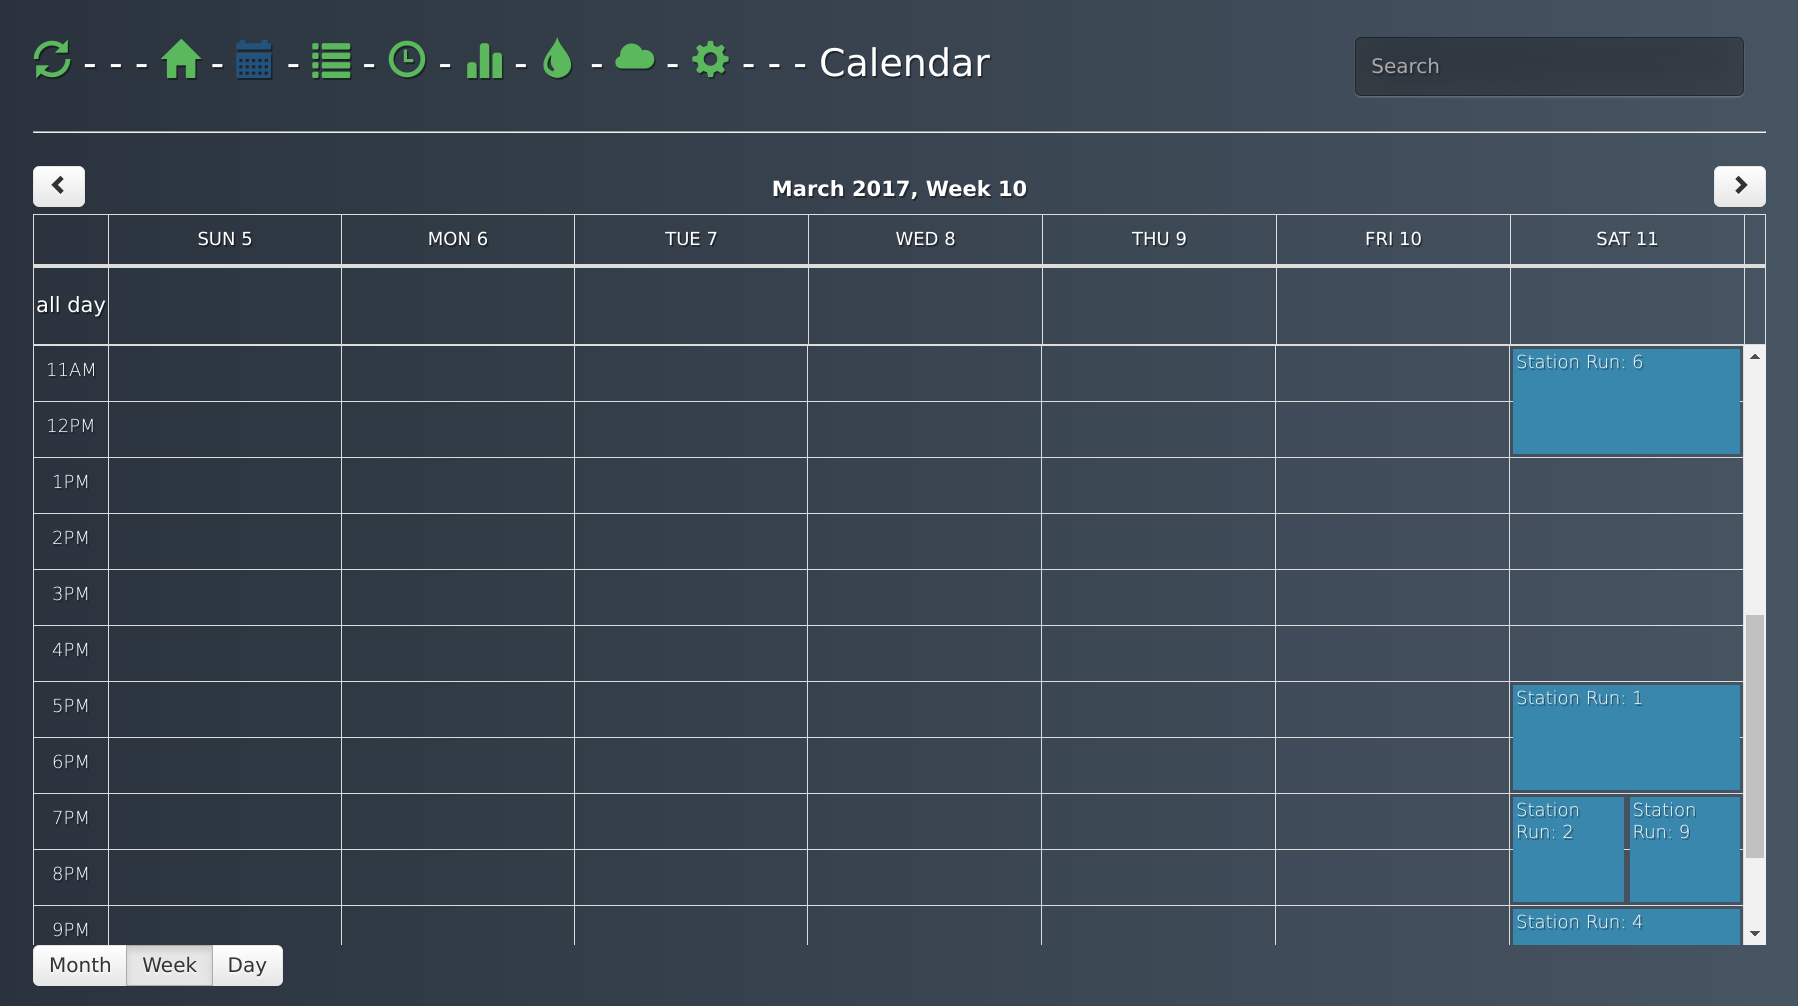 - - - - - - - - - - - - - Calendar
Search
March 2017, Week 10
SUN 5 MON 6 TUE 7 WED 8 THU 9 FRI 10 SAT 11
all day
11AM Station Run: 6
12PM
1PM
2PM
3PM
4PM
5PM Station Run: 1
6PM
7PM Station Station
Run: 2 Run: 9
8PM
9PM Station Run: 4
Month Week Day